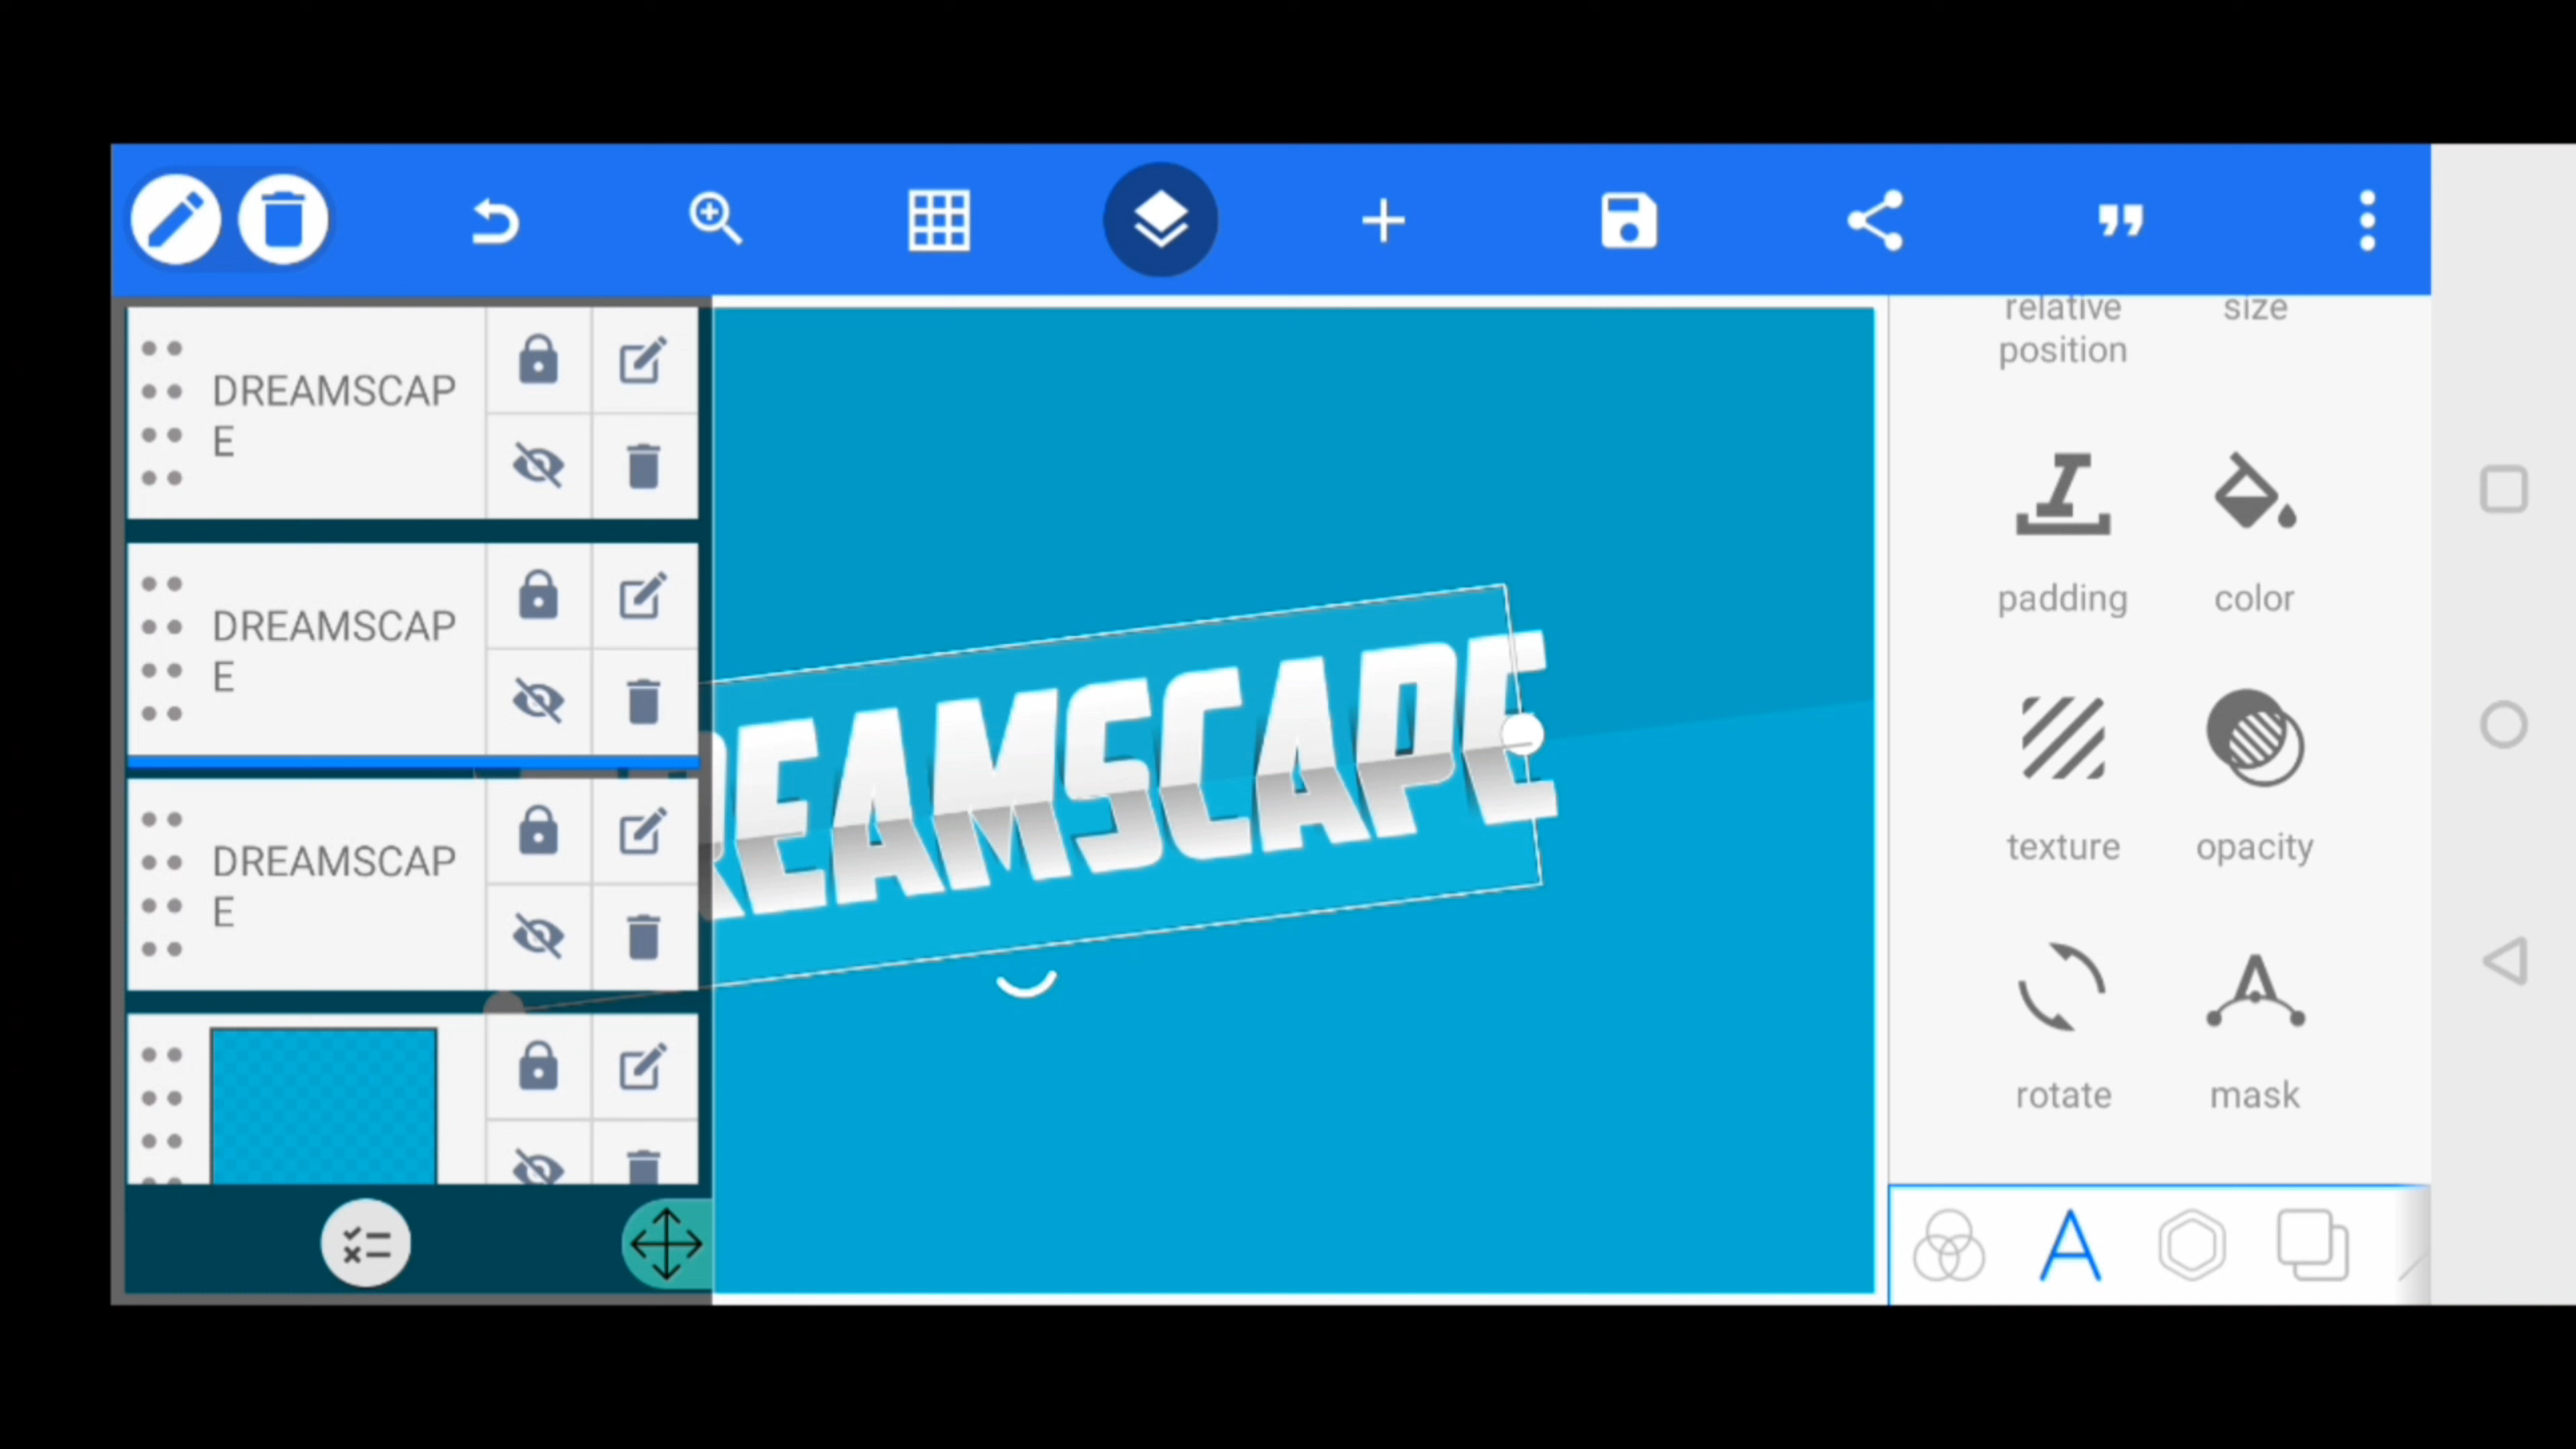 DREAMSCAP
E
DREAMSCAP
E
DREAMSCAP
E
REAMSCAPE
relative
position
size
padding
color
texture
opacity
rotate
mask